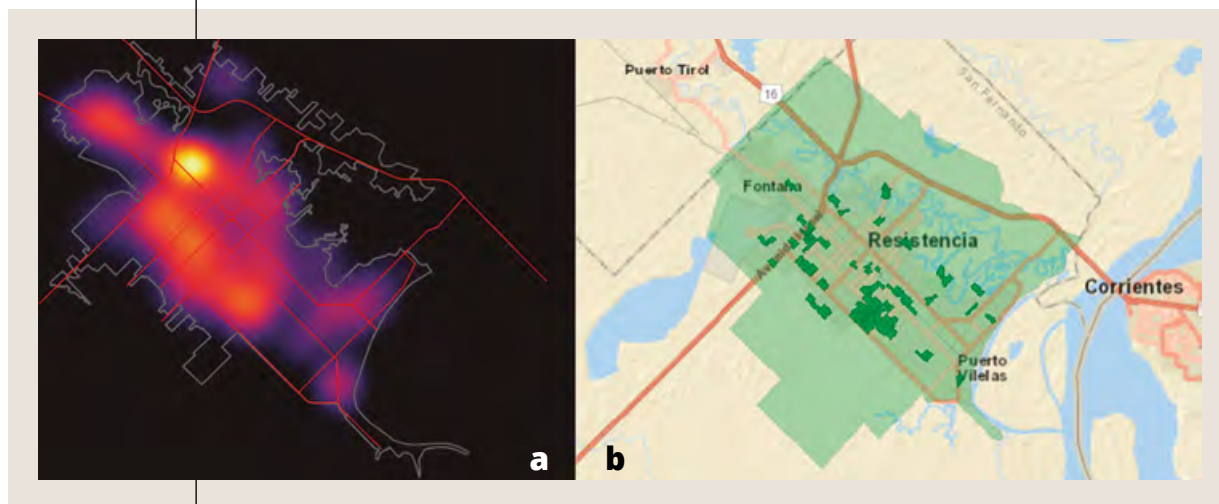 a
b
Puerto Tirol
16
San Fernando
Fontana
Resistencia
Corrientes
Puerto
Vilelas